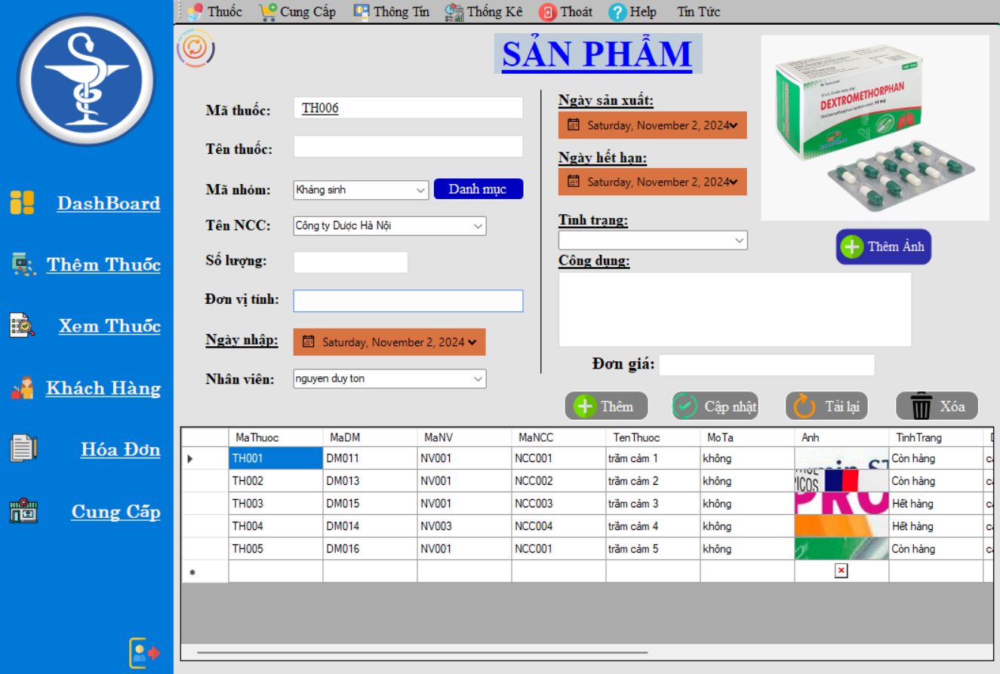 Thuốc Cung Cấp Thông Tin Thống Kê Thoát Help Tin Tức
SẢN PHẨM
DashBoard
Thêm Thuốc
Xem Thuốc
Khách Hàng
Hóa Đơn
Cung Cấp
Mã thuốc: TH006
Tên thuốc:
Mã nhóm: Kháng sinh Danh mục
Tên NCC: Công ty Dược Hà Nội
Số lượng:
Đơn vị tính:
Ngày nhập: Saturday, November 2, 2024
Nhân viên: nguyen duy ton
Ngày sản xuất:
Saturday, November 2, 2024
Ngày hết hạn:
Saturday, November 2, 2024
Tình trạng:
Công dụng:
Đơn giá:
DEXTROMETHORPHAN
Thêm Ảnh
Thêm Cập nhật Tải lại Xóa
MaThuoc MaDM MaNV MaNCC TenThuoc MoTa Anh TinhTrang
TH001 DM011 NV001 NCC001 trầm cảm 1 không Còn hàng
TH002 DM013 NV001 NCC002 trầm cảm 2 không PICOS Còn hàng
TH003 DM015 NV001 NCC003 trầm cảm 3 không PRO Hết hàng
TH004 DM014 NV003 NCC004 trầm cảm 4 không Hết hàng
TH005 DM016 NV001 NCC001 trầm cảm 5 không Còn hàng